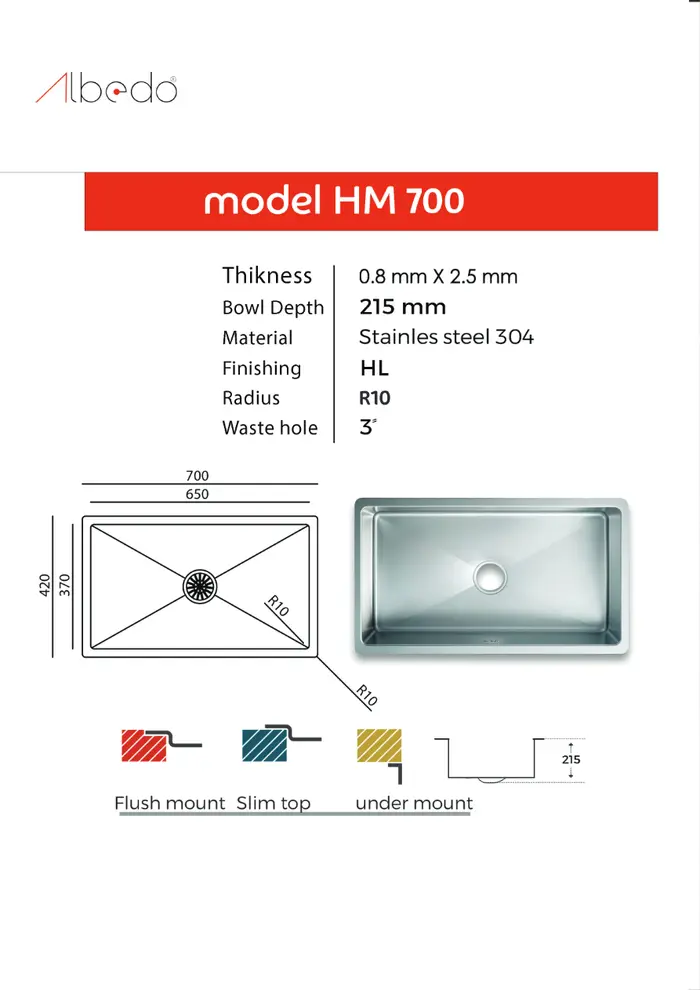 Albedo®
model HM 700
Thikness 0.8 mm X 2.5 mm
Bowl Depth 215 mm
Material Stainles steel 304
Finishing HL
Radius R10
Waste hole 3"
700
650
420
370
R10
R10
215
Flush mount Slim top under mount